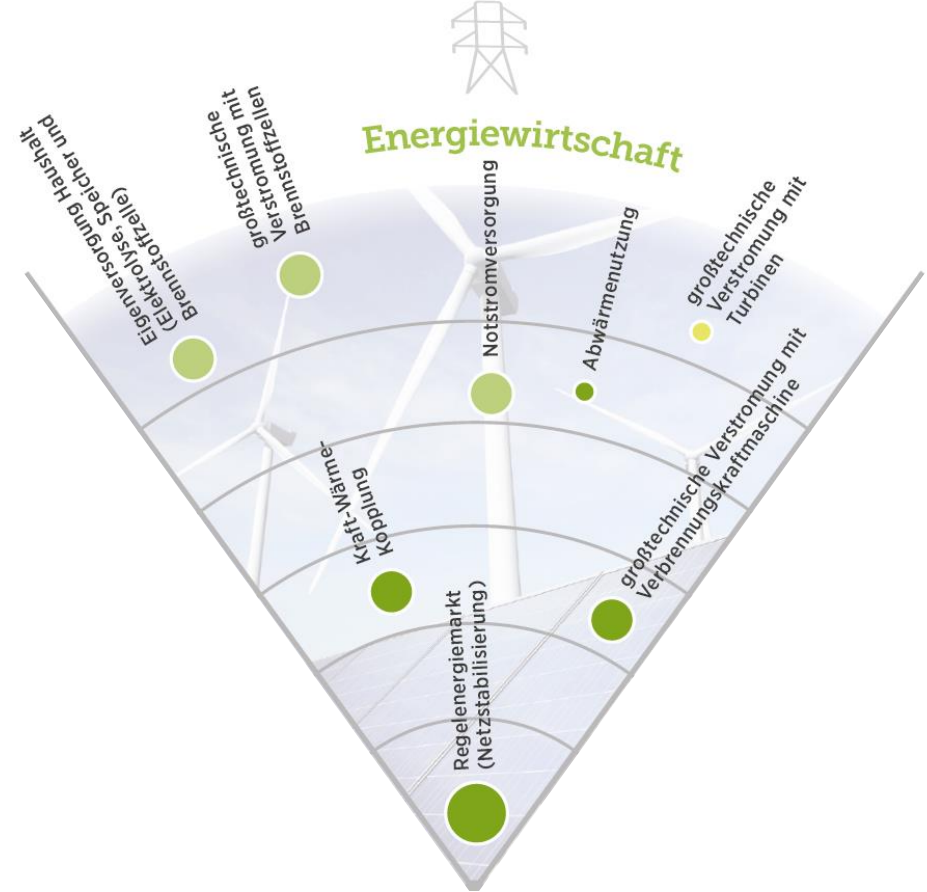 Energiewirtschaft
Eigenversorgung Haushalt
(Elektrolyse, Speicher und
Brennstoffzelle)
großtechnische
Verstromung mit
Brennstoffzellen
Notstromversorgung
Abwärmenutzung
großtechnische
Verstromung mit
Turbinen
Kraft-Wärme-
Kopplung
großtechnische Verstromung mit
Verbrennungskraftmaschine
Regelenergiemarkt
(Netzstabilisierung)